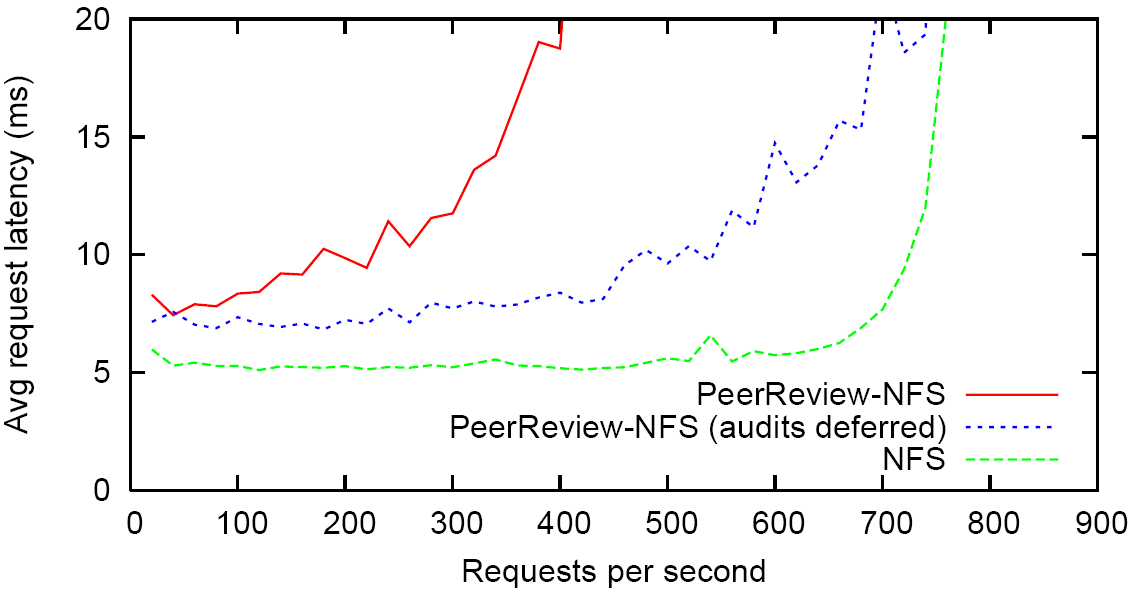 20
15
10
5
0
Avg request latency (ms)
PeerReview-NFS
PeerReview-NFS (audits deferred)
NFS
0 100 200 300 400 500 600 700 800 900
Requests per second